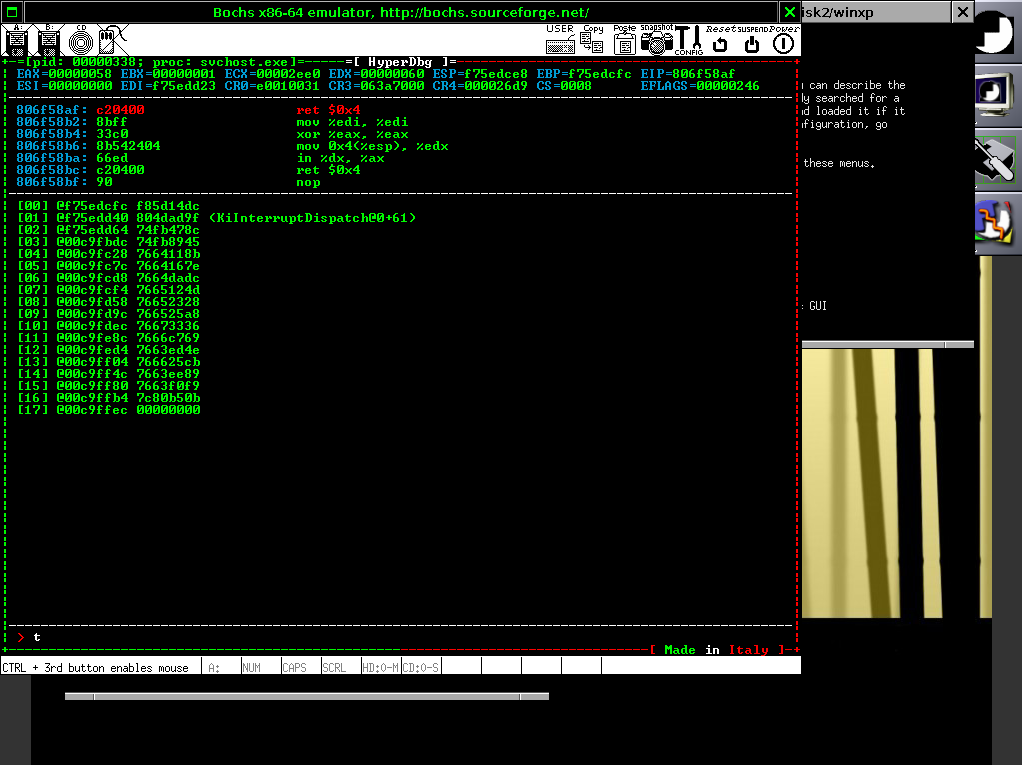 Bochs x86-64 emulator, http://bochs.sourceforge.net/
isk2/winxp
A: B: CD USER Copy Paste snapshot CONFIG Reset SUSPEND Power
=[pid: 00000338; proc: svchost.exe]= =[ HyperDbg ]=
EAX=00000058 EBX=00000001 ECX=00002ee0 EDX=00000060 ESP=f75edce8 EBP=f75edcfc EIP=806f58af
ESI=00000000 EDI=f75edd23 CR0=e0010031 CR3=063a7000 CR4=000026d9 CS=0008 EFLAGS=00000246
806f58af: c20400 ret $0x4
806f58b2: 8bff mov %edi, %edi
806f58b4: 33c0 xor %eax, %eax
806f58b6: 8b542404 mov 0x4(%esp), %edx
806f58ba: 66ed in %dx, %ax
806f58bc: c20400 ret $0x4
806f58bf: 90 nop
[00] @f75edcfc f85d14dc
[01] @f75edd40 804dad9f (KiInterruptDispatch@0+61)
[02] @f75edd64 74fb478c
[03] @00c9fbdc 74fb8945
[04] @00c9fc28 7664118b
[05] @00c9fc7c 7664167e
[06] @00c9fcd8 7664dadc
[07] @00c9fcf4 7665124d
[08] @00c9fd58 76652328
[09] @00c9fd9c 766525a8
[10] @00c9fdec 76673336
[11] @00c9fe8c 7666c769
[12] @00c9fed4 7663ed4e
[13] @00c9ff04 766625cb
[14] @00c9ff4c 7663ee89
[15] @00c9ff80 7663f0f9
[16] @00c9ffb4 7c80b50b
[17] @00c9ffec 00000000
> t
[ Made in Italy ]
CTRL + 3rd button enables mouse A: NUM CAPS SCRL HD:0-M CD:0-S
can describe the
ly searched for a
d loaded it if it
figuration, go
these menus.
: GUI